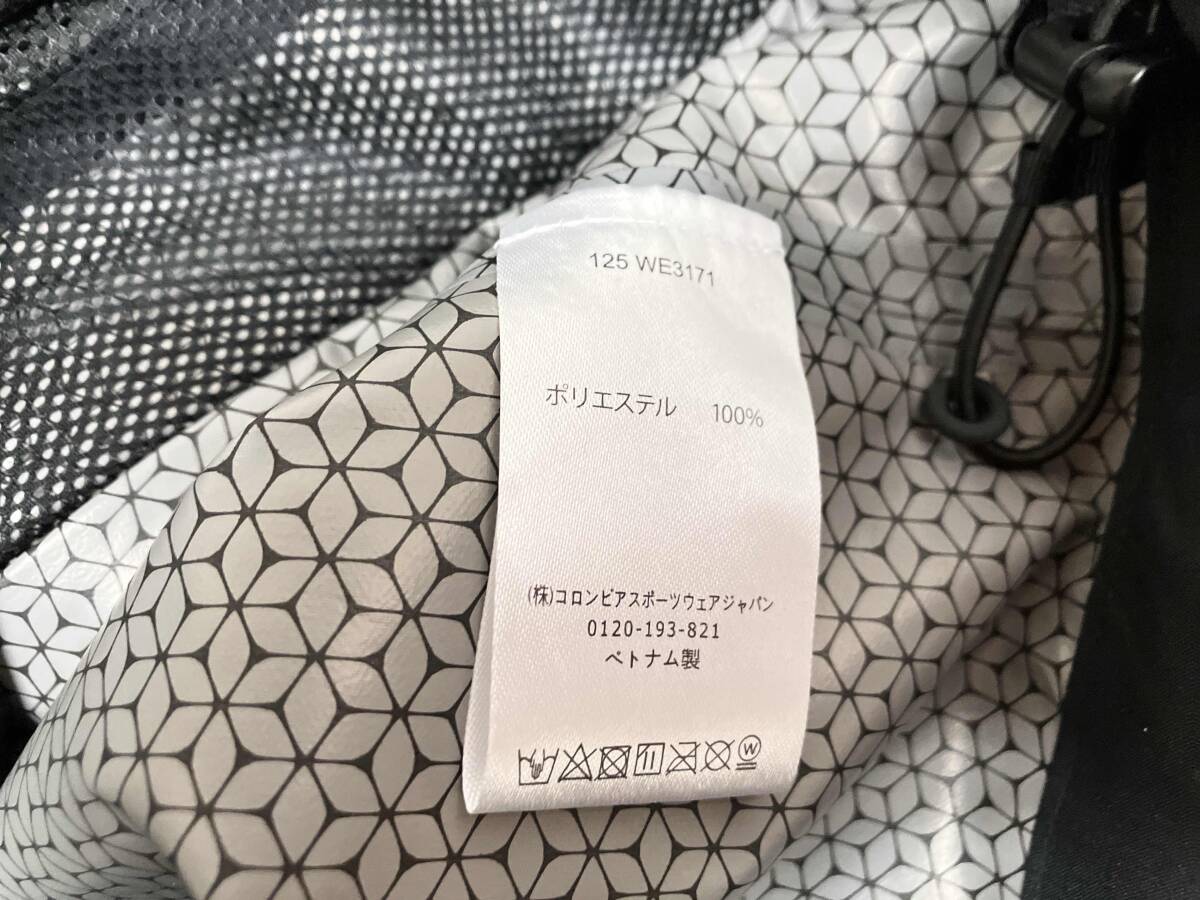 125 WE3171
ポリエステル 100%
(株)コロンビアスポーツウェアジャパン
0120-193-821
ベトナム製
W